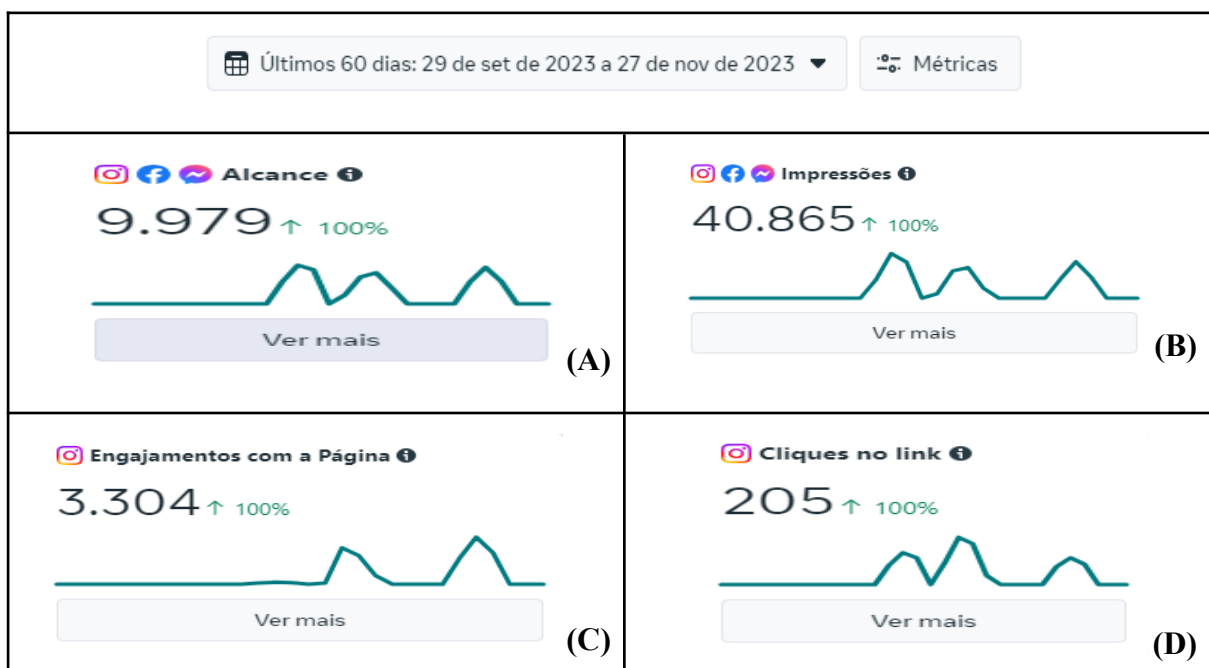 Últimos 60 dias: 29 de set de 2023 a 27 de nov de 2023
Métricas
Alcance
9.979 ↑ 100%
Ver mais
(A)
Impressões
40.865 ↑ 100%
Ver mais
(B)
Engajamentos com a Página
3.304 ↑ 100%
Ver mais
(C)
Cliques no link
205 ↑ 100%
Ver mais
(D)